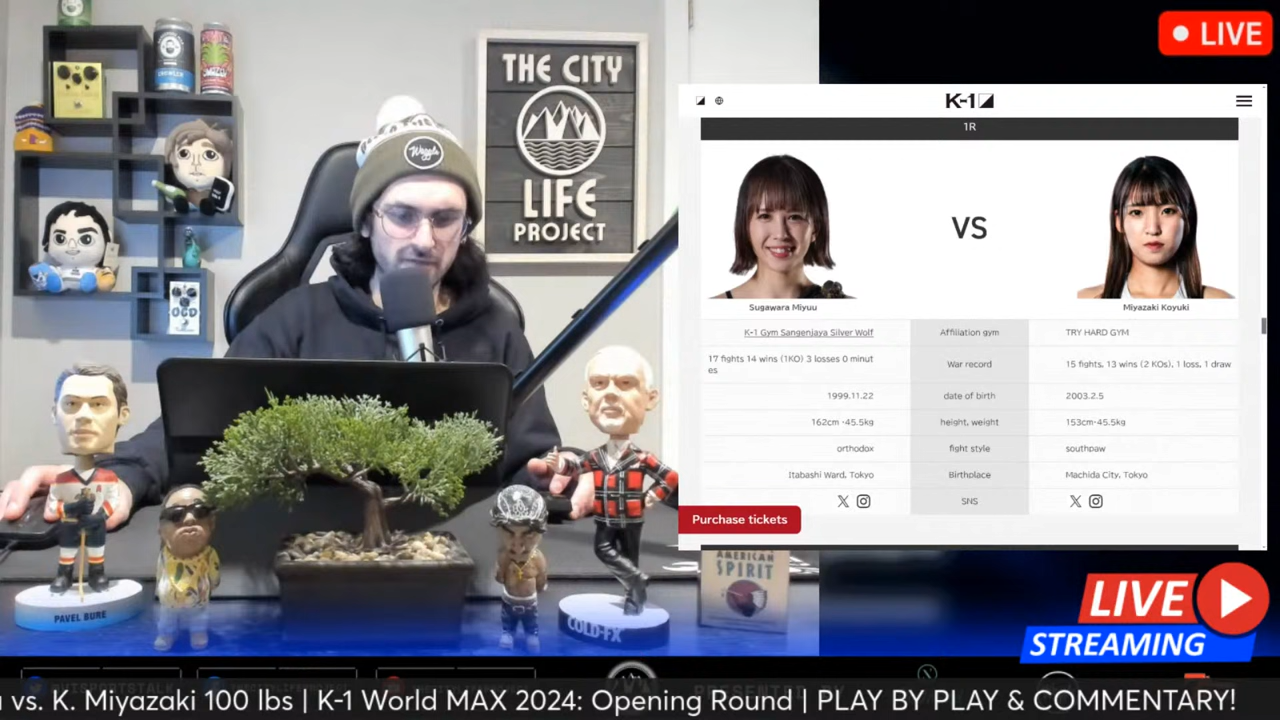 LIVE
THE CITY
LIFE
PROJECT
Waggle
OCD
K-1
1R
VS
Sugawara Miyuu
Miyazaki Koyuki
K-1 Gym Sangenjaya Silver Wolf
Affiliation gym
TRY HARD GYM
17 fights 14 wins (1KO) 3 losses 0 minut
es
War record
15 fights, 13 wins (2 KOs), 1 loss, 1 draw
1999.11.22
date of birth
2003.2.5
162cm -45.5kg
height, weight
153cm-45.5kg
orthodox
fight style
southpaw
Itabashi Ward, Tokyo
Birthplace
Machida City, Tokyo
SNS
Purchase tickets
AMERICAN
SPIRIT
PAVEL BURE
COLD-FX
LIVE
STREAMING
vs. K. Miyazaki 100 lbs | K-1 World MAX 2024: Opening Round | PLAY BY PLAY & COMMENTARY!